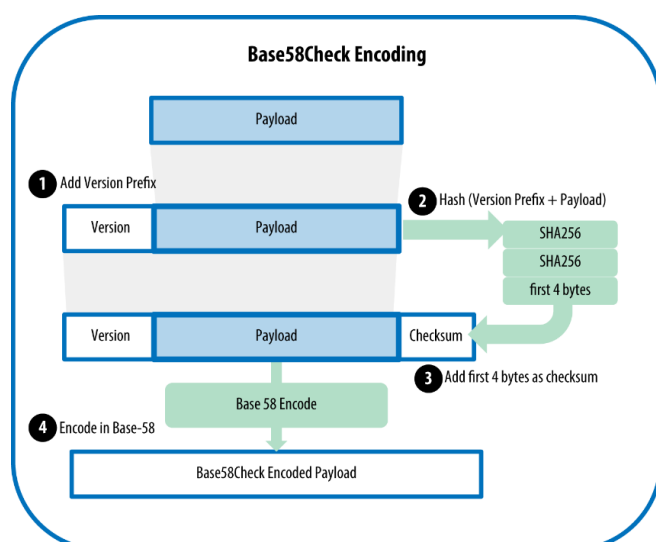 Base58Check Encoding
Payload
1 Add Version Prefix
Version
Payload
2 Hash (Version Prefix + Payload)
SHA256
SHA256
first 4 bytes
Version
Payload
Checksum
3 Add first 4 bytes as checksum
Base 58 Encode
4 Encode in Base-58
Base58Check Encoded Payload